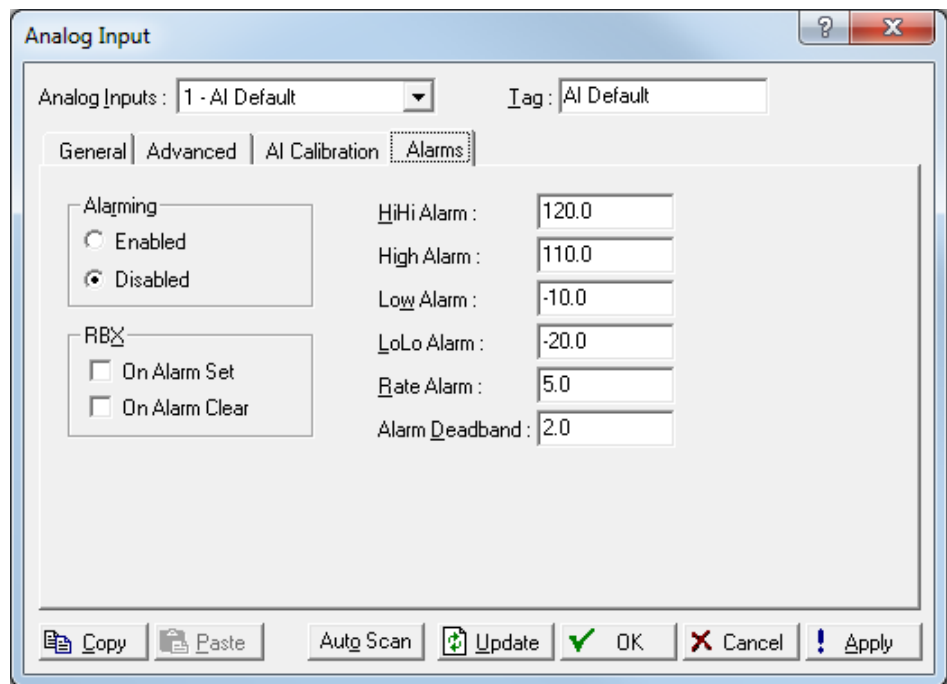 Analog Input
Analog Inputs : 1 - AI Default Tag : AI Default
General Advanced AI Calibration Alarms
Alarming
Enabled
Disabled
RBX
On Alarm Set
On Alarm Clear
HiHi Alarm : 120.0
High Alarm : 110.0
Low Alarm : -10.0
LoLo Alarm : -20.0
Rate Alarm : 5.0
Alarm Deadband : 2.0
Copy Paste Auto Scan Update OK Cancel Apply